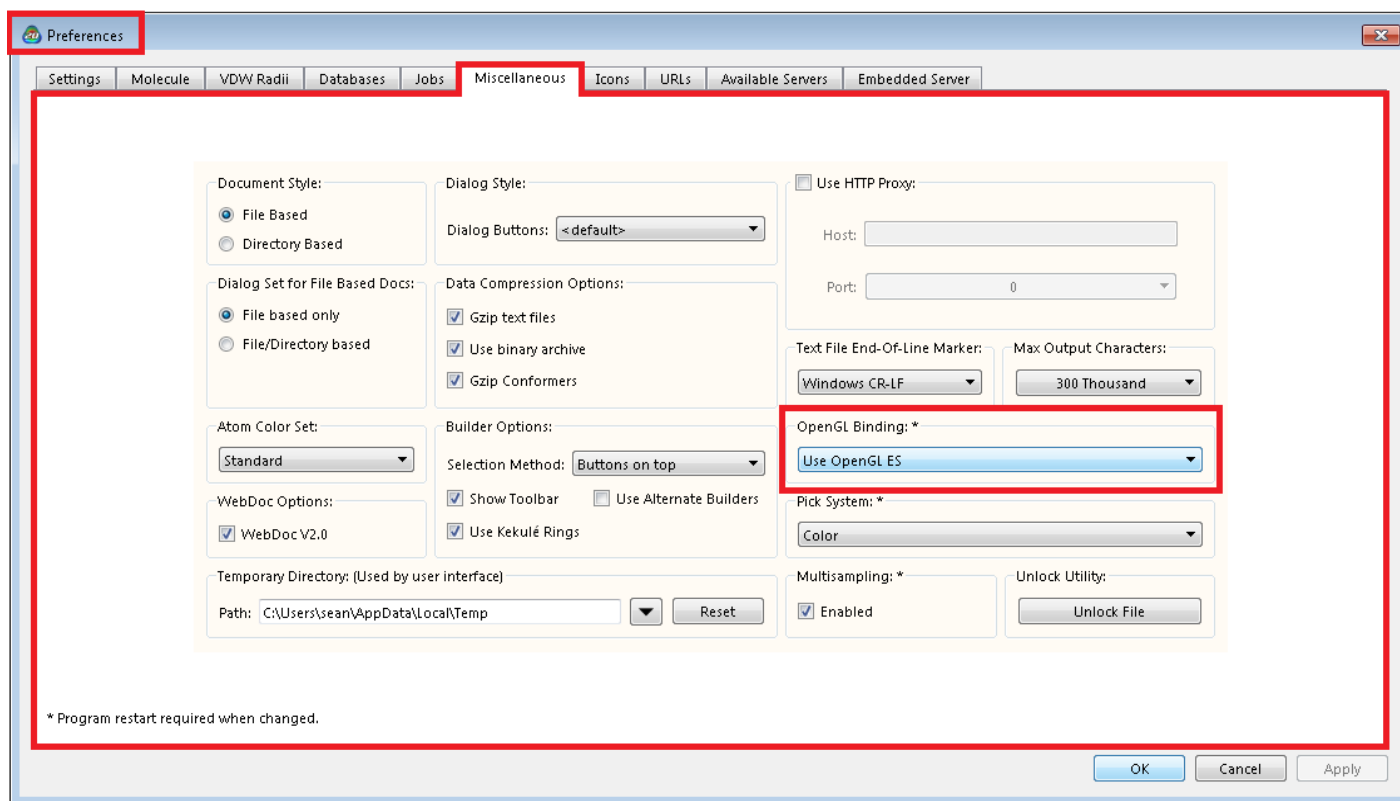 Preferences
Settings Molecule VDW Radii Databases Jobs Miscellaneous Icons URLs Available Servers Embedded Server
Document Style:
File Based
Directory Based
Dialog Style:
Dialog Buttons: <default>
Use HTTP Proxy:
Host:
Port: 0
Dialog Set for File Based Docs:
File based only
File/Directory based
Data Compression Options:
Gzip text files
Use binary archive
Gzip Conformers
Text File End-Of-Line Marker:
Windows CR-LF
Max Output Characters:
300 Thousand
Atom Color Set:
Standard
Builder Options:
Selection Method: Buttons on top
Show Toolbar Use Alternate Builders
Use Kekulé Rings
OpenGL Binding: *
Use OpenGL ES
WebDoc Options:
WebDoc V2.0
Pick System: *
Color
Temporary Directory: (Used by user interface)
Path: C:\Users\sean\AppData\Local\Temp Reset
Multisampling: *
Enabled
Unlock Utility:
Unlock File
* Program restart required when changed.
OK Cancel Apply